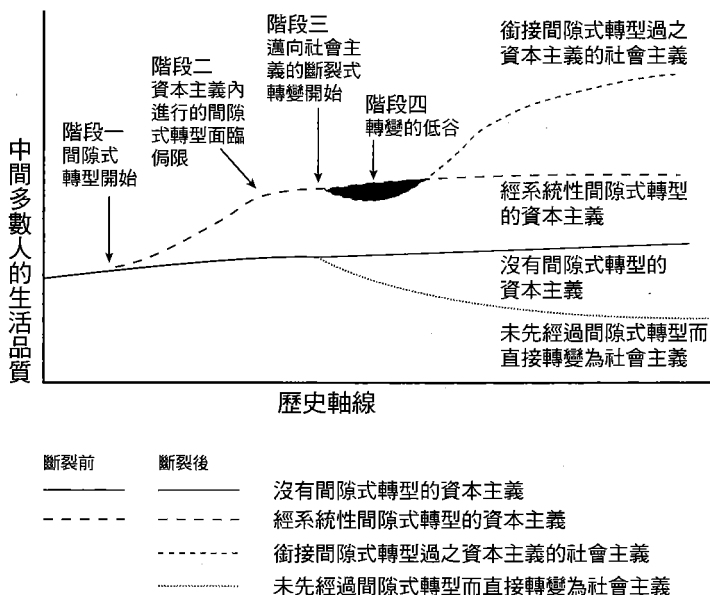 階段一
間隙式
轉型開始
階段二
資本主義內
進行的間隙
式轉型面臨
侷限
階段三
邁向社會主
義的斷裂式
轉變開始
階段四
轉變的低谷
銜接間隙式轉型過之
資本主義的社會主義
經系統性間隙式轉型
的資本主義
沒有間隙式轉型的
資本主義
未先經過間隙式轉型而
直接轉變為社會主義
中間多數人的生活品質
歷史軸線
斷裂前
斷裂後
沒有間隙式轉型的資本主義
經系統性間隙式轉型的資本主義
銜接間隙式轉型過之資本主義的社會主義
未先經過間隙式轉型而直接轉變為社會主義